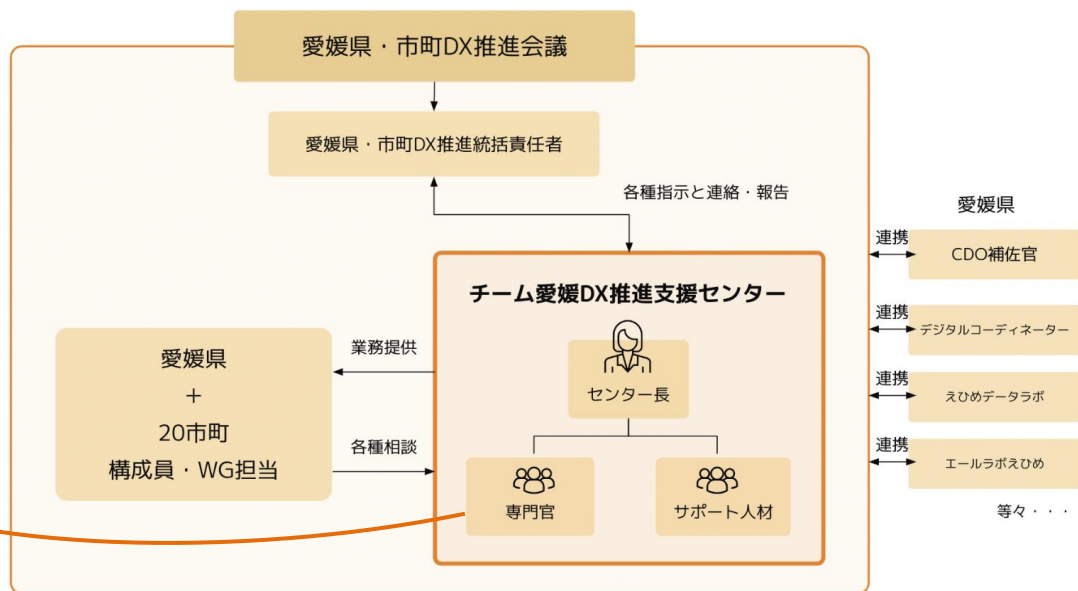 愛媛県・市町DX推進会議
愛媛県・市町DX推進統括責任者
各種指示と連絡・報告
チーム愛媛DX推進支援センター
センター長
専門官
サポート人材
業務提供
各種相談
愛媛県
+
20市町
構成員・WG担当
愛媛県
連携
CDO補佐官
連携
デジタルコーディネーター
連携
えひめデータラボ
連携
エールラボえひめ
等々・・・